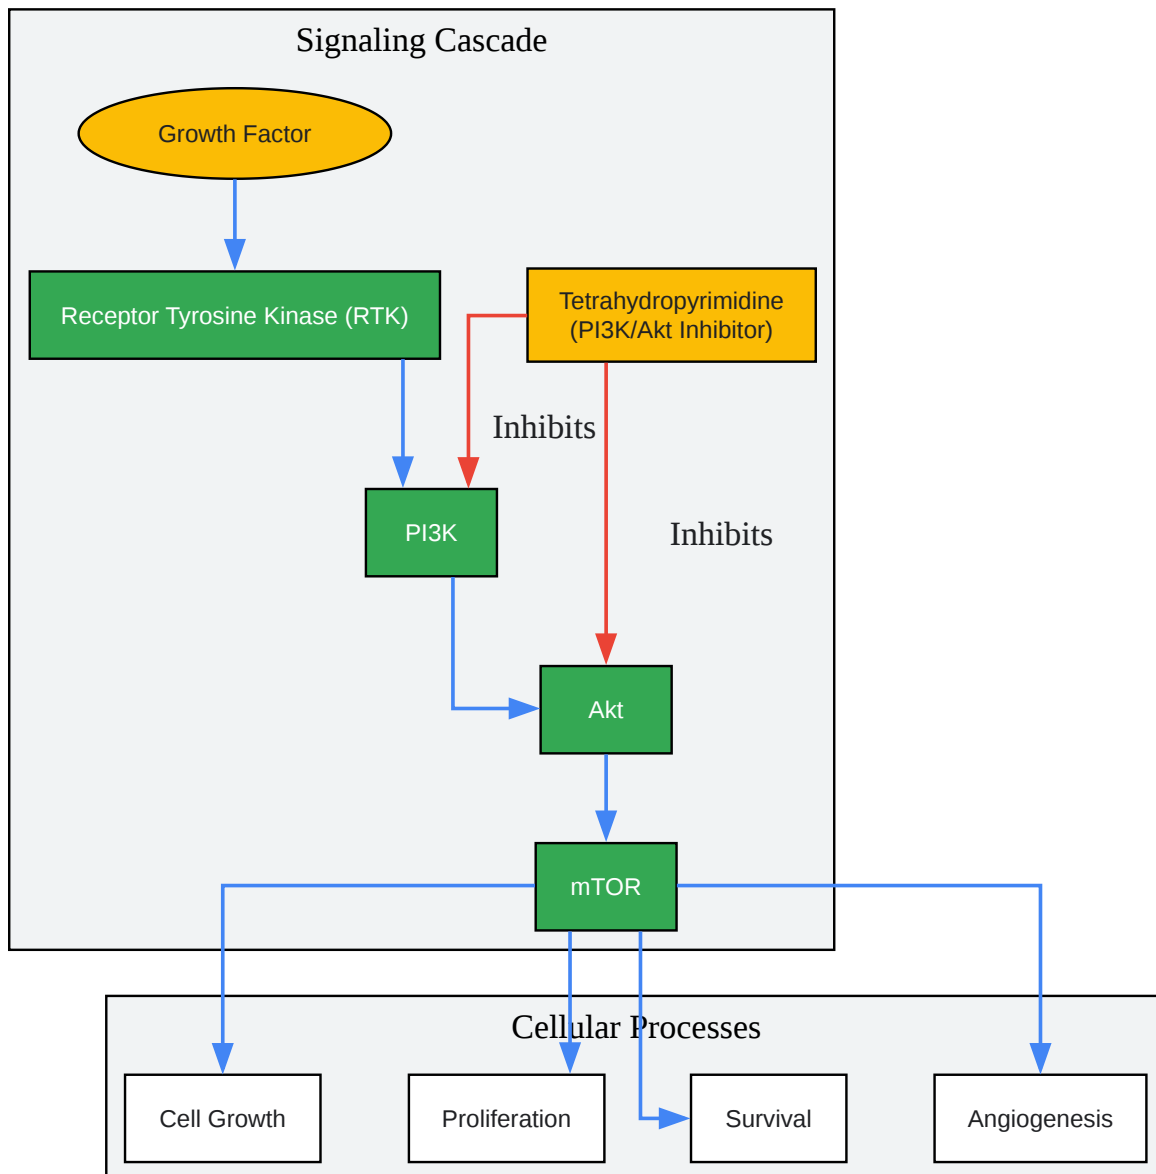 Signaling Cascade
Growth Factor
Receptor Tyrosine Kinase (RTK)
Tetrahydropyrimidine
(PI3K/Akt Inhibitor)
Inhibits
PI3K
Inhibits
Akt
mTOR
Cellular Processes
Cell Growth
Proliferation
Survival
Angiogenesis